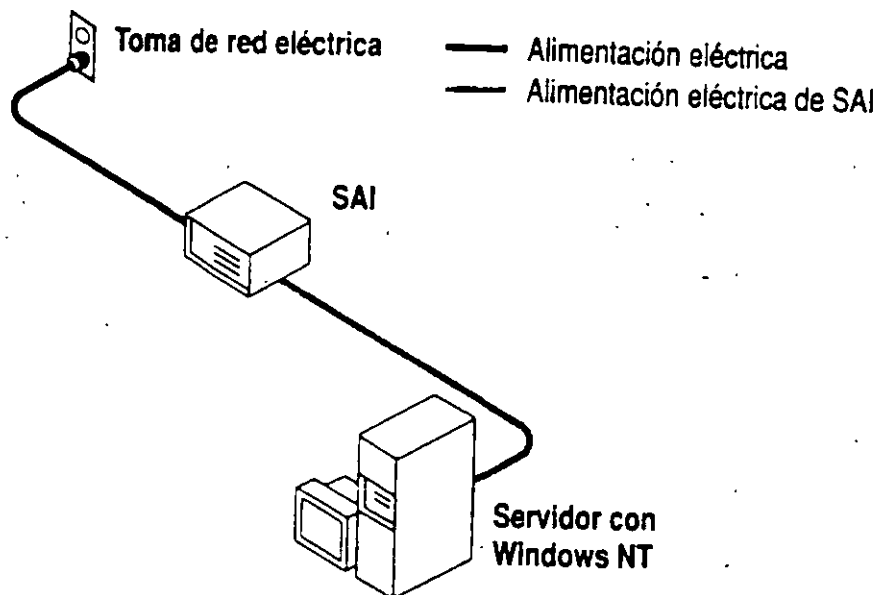 Toma de red eléctrica
Alimentación eléctrica
Alimentación eléctrica de SAI
SAI
Servidor con
Windows NT